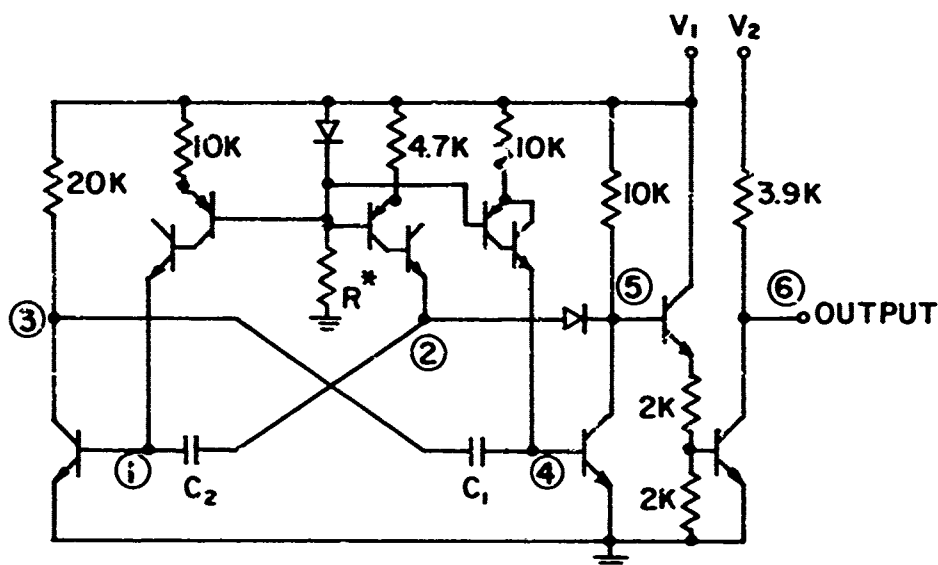 V₁ V₂
10K 4.7K 10K
20K 10K 3.9K
R*
③ ② ⑤ ⑥ OUTPUT
2K
① C₂ C₁ ④
2K